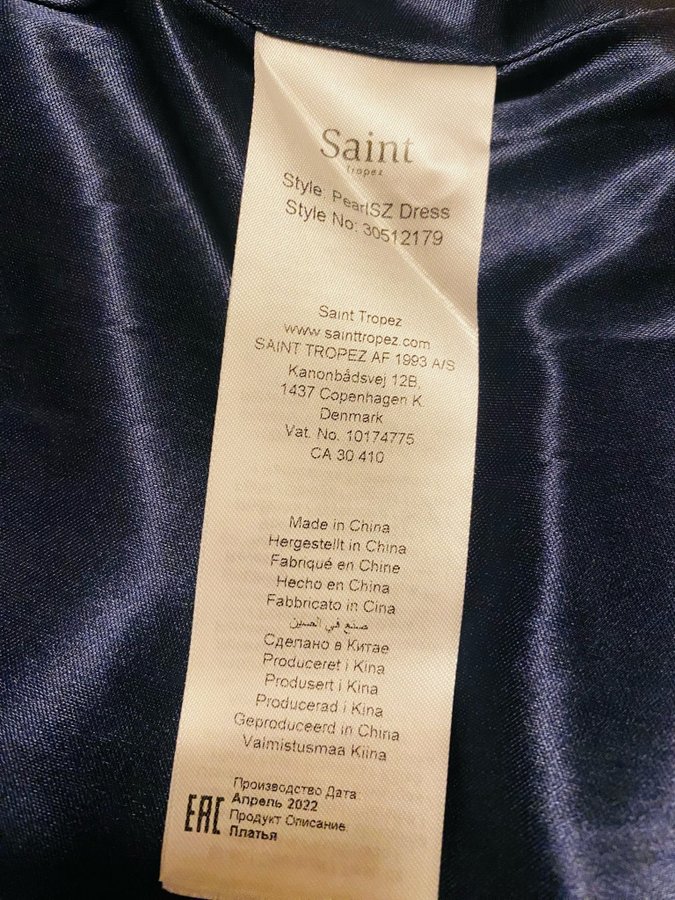 Saint
Tropez
Style: PearlSZ Dress
Style No: 30512179
Saint Tropez
www.sainttropez.com
SAINT TROPEZ AF 1993 A/S
Kanonbådsvej 12B,
1437 Copenhagen K.
Denmark
Vat. No. 10174775
CA 30 410
Made in China
Hergestellt in China
Fabriqué en Chine
Hecho en China
Fabbricato in Cina
صنع في الصين
Сделано в Китае
Produceret i Kina
Produsert i Kina
Producerad i Kina
Geproduceerd in China
Valmistusmaa Kiina
Производство Дата
Апрель 2022
Продукт Описание
Платья
EAC